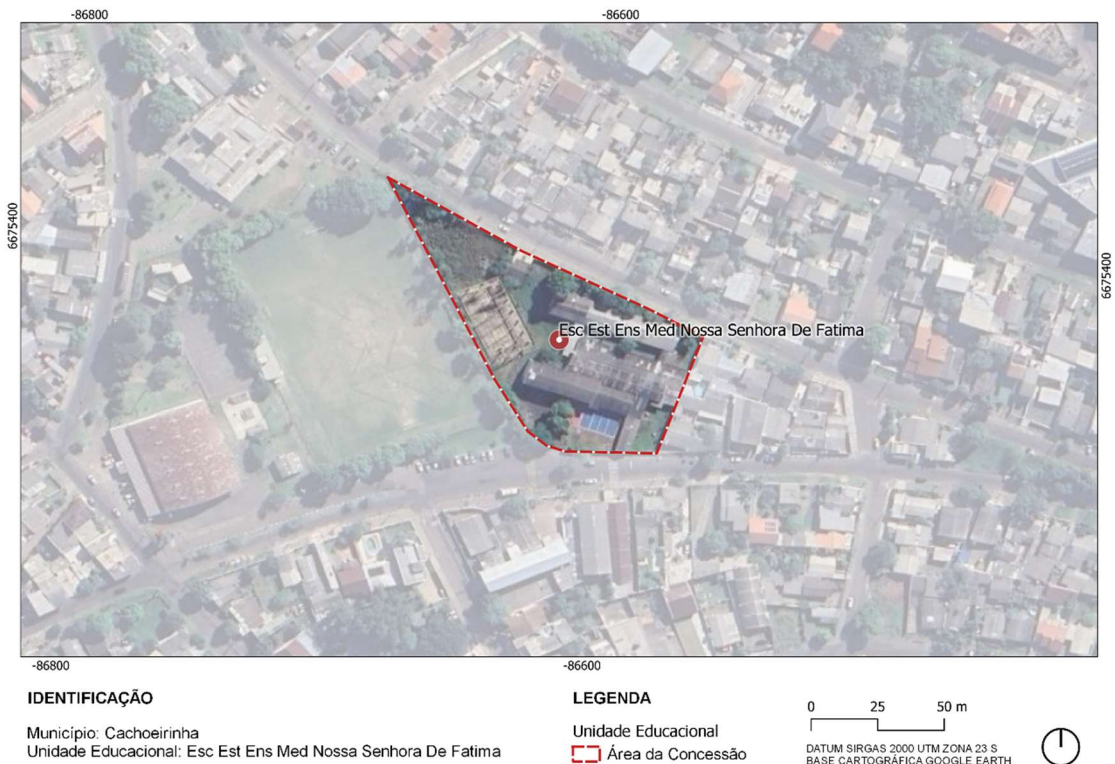 -86800
-86600
6675400
6675400
Esc Est Ens Med Nossa Senhora De Fatima
-86800
-86600
IDENTIFICAÇÃO
Município: Cachoeirinha
Unidade Educacional: Esc Est Ens Med Nossa Senhora De Fatima
LEGENDA
Unidade Educacional
Área da Concessão
0 25 50 m
DATUM SIRGAS 2000 UTM ZONA 23 S
BASE CARTOGRÁFICA GOOGLE EARTH